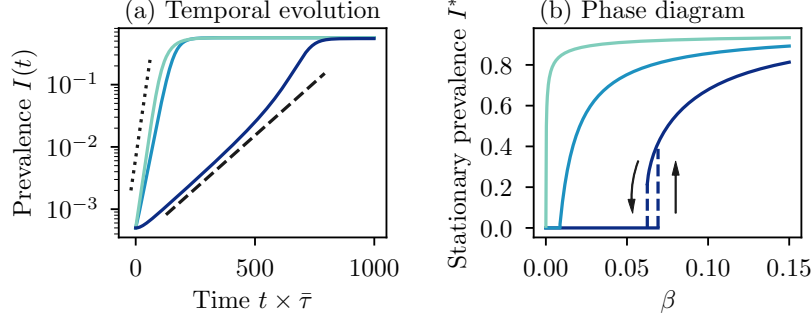 (a) Temporal evolution
Prevalence I(t)
10⁻¹
10⁻²
10⁻³
0 500 1000
Time t × τ̄
(b) Phase diagram
Stationary prevalence I*
0.8
0.6
0.4
0.2
0.0
0.00 0.05 0.10 0.15
β